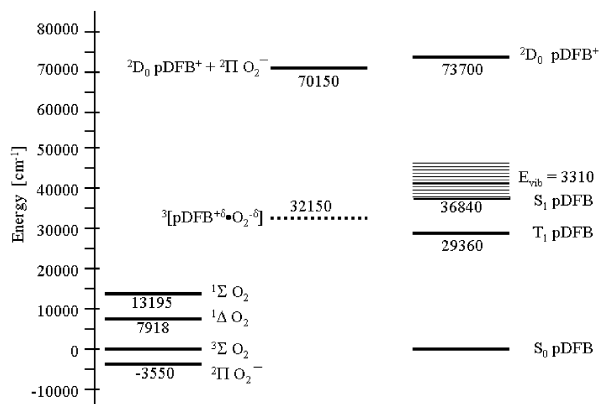 80000
70000
60000
50000
40000
30000
20000
10000
0
-10000
Energy [cm⁻¹]
²D₀ pDFB⁺ + ²Π O₂⁻
70150
³[pDFB⁺ᵟ•O₂⁻ᵟ]
32150
¹Σ O₂
13195
¹Δ O₂
7918
³Σ O₂
²Π O₂⁻
-3550
²D₀ pDFB⁺
73700
Eᵥᵢb = 3310
S₁ pDFB
36840
T₁ pDFB
29360
S₀ pDFB